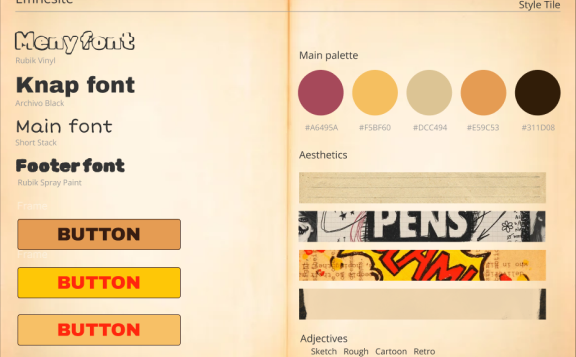 Emnesite
Style Tile
Meny font
Rubik Vinyl
Knap font
Archivo Black
Main font
Short Stack
Footer font
Rubik Spray Paint
BUTTON
BUTTON
BUTTON
Main palette
#A6495A
#F5BF60
#DCC494
#E59C53
#311D08
Aesthetics
PENS
Adjectives
Sketch Rough Cartoon Retro